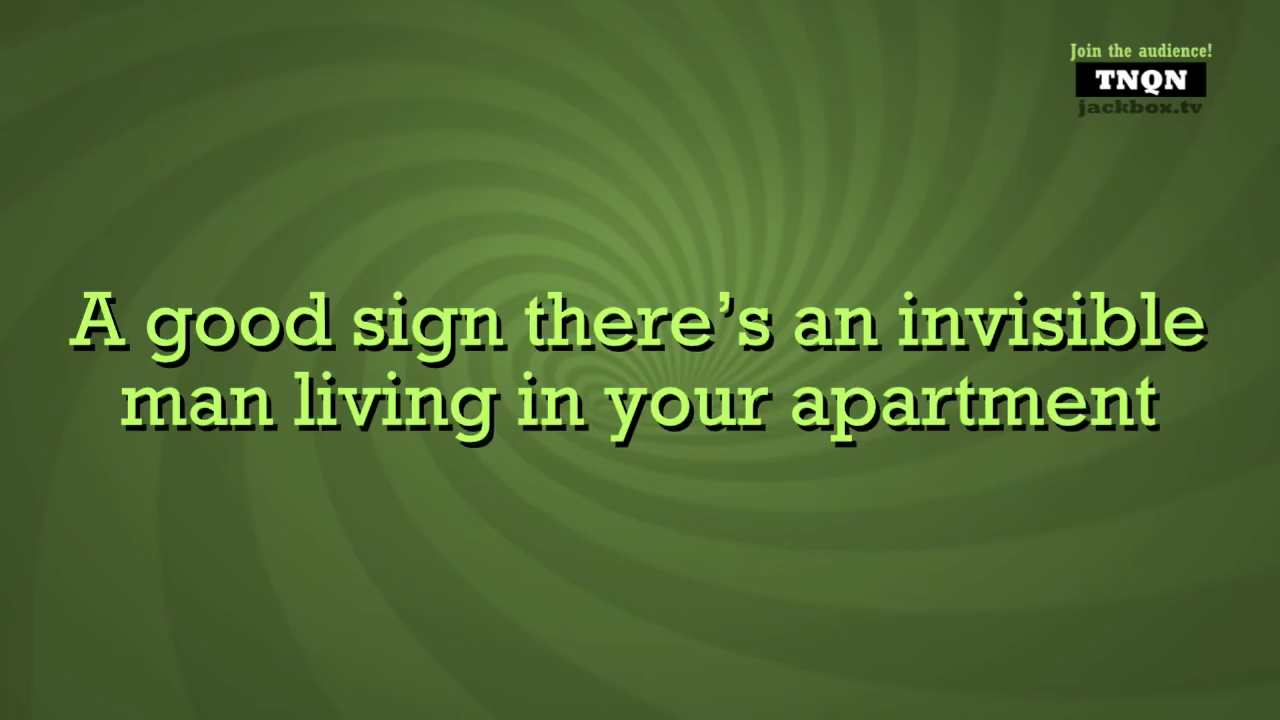 Join the audience!
TNQN
jackbox.tv
A good sign there’s an invisible
man living in your apartment